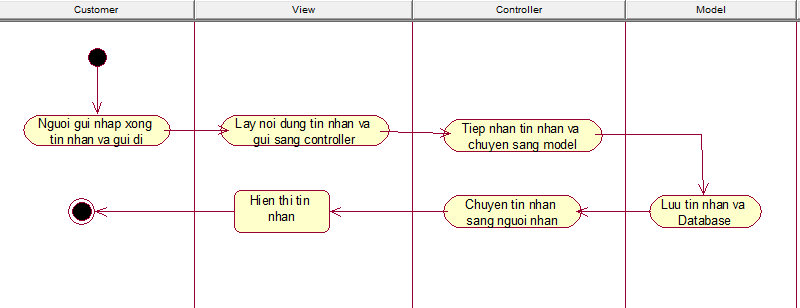 Customer
View
Controller
Model
Nguoi gui nhap xong
tin nhan va gui di
Lay noi dung tin nhan va
gui sang controller
Tiep nhan tin nhan va
chuyen sang model
Hien thi tin
nhan
Chuyen tin nhan
sang nguoi nhan
Luu tin nhan va
Database